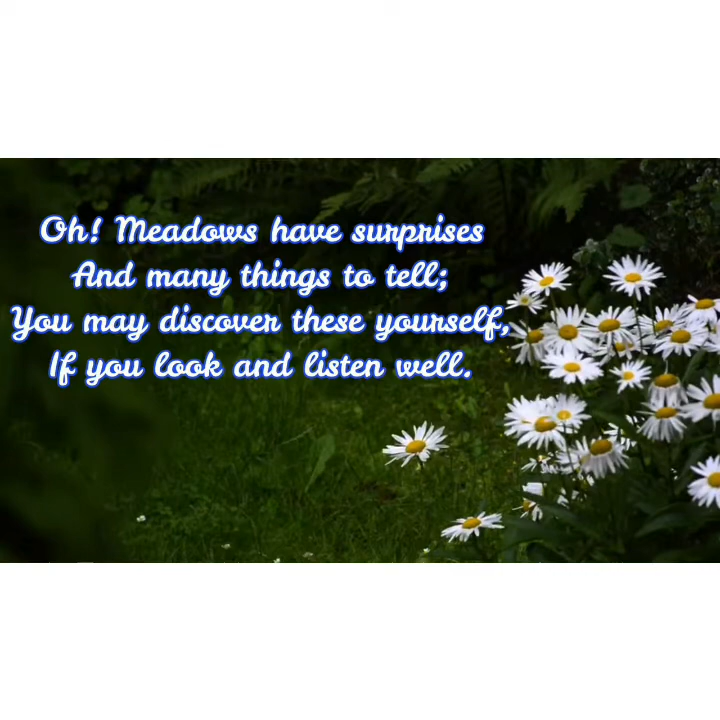 Oh! Meadows have surprises
And many things to tell;
You may discover these yourself,
If you look and listen well.